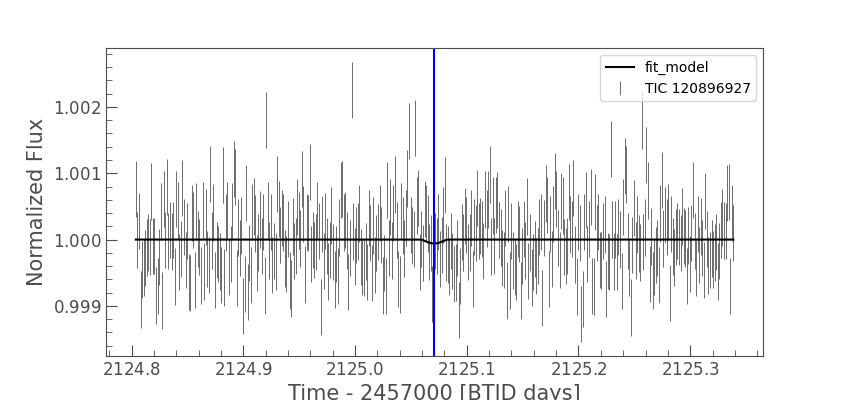 fit_model
TIC 120896927
1.002
1.001
1.000
0.999
Normalized Flux
2124.8 2124.9 2125.0 2125.1 2125.2 2125.3
Time - 2457000 [BTJD days]